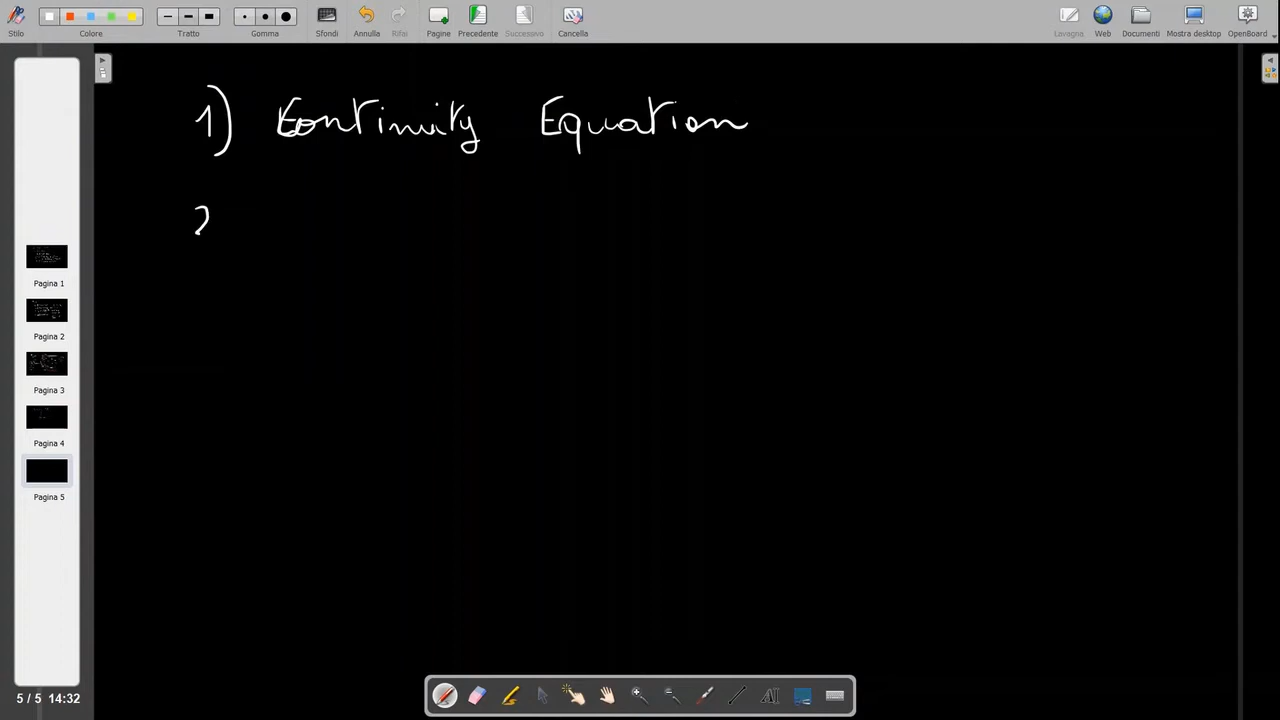 Stilo Colore Tratto Gomma Sfondi Annulla Rifai Pagine Precedente Successivo Cancella Lavagna Web Documenti Mostra desktop OpenBoard
1) Continuity Equation
2
Pagina 1
Pagina 2
Pagina 3
Pagina 4
Pagina 5
5 / 5 14:32